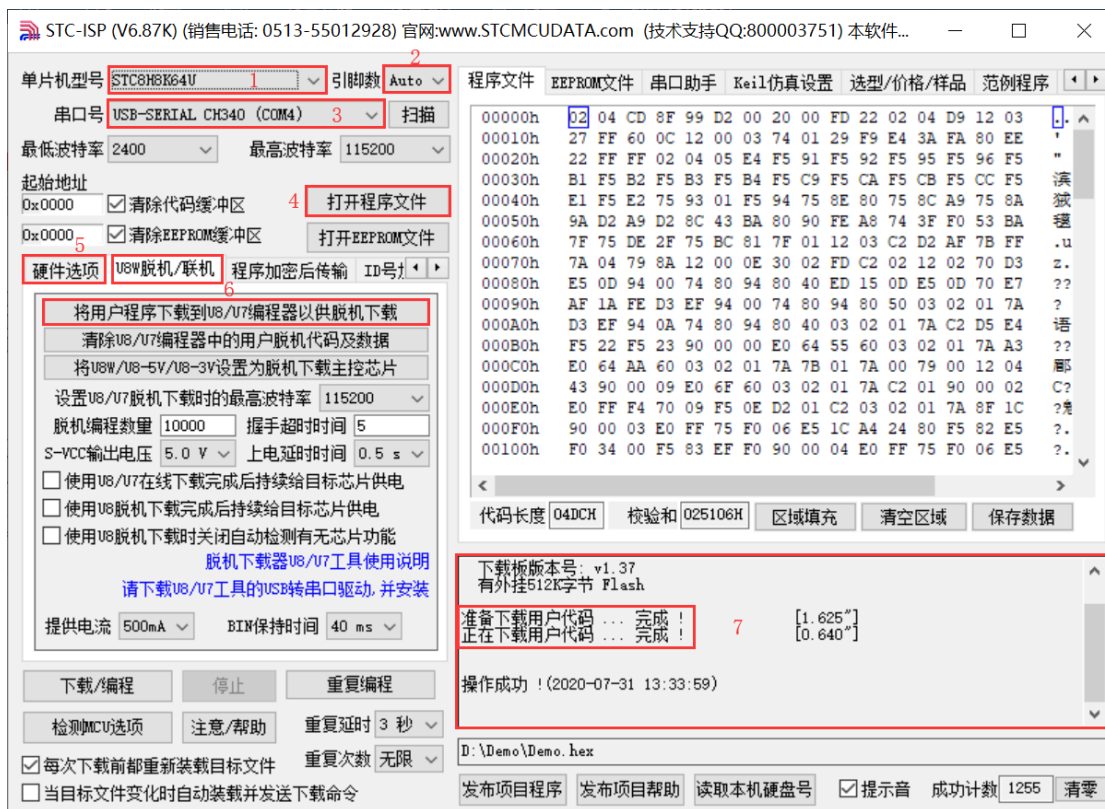 STC-ISP (V6.87K) (销售电话: 0513-55012928) 官网:www.STCMCUDATA.com (技术支持QQ:800003751) 本软件...
单片机型号 STC8H8K64U 1 引脚数 Auto 2
串口号 USB-SERIAL CH340 (COM4) 3 扫描
最低波特率 2400 最高波特率 115200
起始地址
0x0000 清除代码缓冲区 4 打开程序文件
0x0000 清除EEPROM缓冲区 打开EEPROM文件
5
硬件选项 U8W脱机/联机 程序加密后传输 ID号
6
将用户程序下载到U8/U7编程器以供脱机下载
清除U8/U7编程器中的用户脱机代码及数据
将U8W/U8-5V/U8-3V设置为脱机下载主控芯片
设置U8/U7脱机下载时的最高波特率 115200
脱机编程数量 10000 握手超时时间 5
S-VCC输出电压 5.0 V 上电延时时间 0.5 s
使用U8/U7在线下载完成后持续给目标芯片供电
使用U8脱机下载完成后持续给目标芯片供电
使用U8脱机下载时关闭自动检测有无芯片功能
脱机下载器U8/U7工具使用说明
请下载U8/U7工具的USB转串口驱动,并安装
提供电流 500mA BIN保持时间 40 ms
下载/编程 停止 重复编程
检测MCU选项 注意/帮助 重复延时 3 秒
每次下载前都重新装载目标文件 重复次数 无限
当目标文件变化时自动装载并发送下载命令
程序文件 EEPROM文件 串口助手 Keil仿真设置 选型/价格/样品 范例程序
00000h 02 04 CD 8F 99 D2 00 20 00 FD 22 02 04 D9 12 03 ..
00010h 27 FF 60 0C 12 00 03 74 01 29 F9 E4 3A FA 80 EE '
00020h 22 FF FF 02 04 05 E4 F5 91 F5 92 F5 95 F5 96 F5 "
00030h B1 F5 B2 F5 B3 F5 B4 F5 C9 F5 CA F5 CB F5 CC F5
00040h E1 F5 E2 75 93 01 F5 94 75 8E 80 75 8C A9 75 8A
00050h 9A D2 A9 D2 8C 43 BA 80 90 FE A8 74 3F F0 53 BA
00060h 7F 75 DE 2F 75 BC 81 7F 01 12 03 C2 D2 AF 7B FF .u
00070h 7A 04 79 8A 12 00 0E 30 02 FD C2 02 12 02 70 D3 z.
00080h E5 0D 94 00 74 80 94 80 40 ED 15 0D E5 0D 70 E7 ??
00090h AF 1A FE D3 EF 94 00 74 80 94 80 50 03 02 01 7A ?
000A0h D3 EF 94 0A 74 80 94 80 40 03 02 01 7A C2 D5 E4 语
000B0h F5 22 F5 23 90 00 00 E0 64 55 60 03 02 01 7A A3 ??
000C0h E0 64 AA 60 03 02 01 7A 7B 01 7A 00 79 00 12 04
000D0h 43 90 00 09 E0 6F 60 03 02 01 7A C2 01 90 00 02 C?
000E0h E0 FF F4 70 09 F5 0E D2 01 C2 03 02 01 7A 8F 1C
000F0h 90 00 03 E0 FF 75 F0 06 E5 1C A4 24 80 F5 82 E5 ?.
00100h F0 34 00 F5 83 EF F0 90 00 04 E0 FF 75 F0 06 E5 ?.
代码长度 04DCH 校验和 025106H 区域填充 清空区域 保存数据
下载板版本号: v1.37
有外挂512K字节 Flash
准备下载用户代码 ... 完成 ! [1.625"]
正在下载用户代码 ... 完成 ! [0.640"]
7
操作成功 !(2020-07-31 13:33:59)
D:\Demo\Demo.hex
发布项目程序 发布项目帮助 读取本机硬盘号 提示音 成功计数 1255 清零